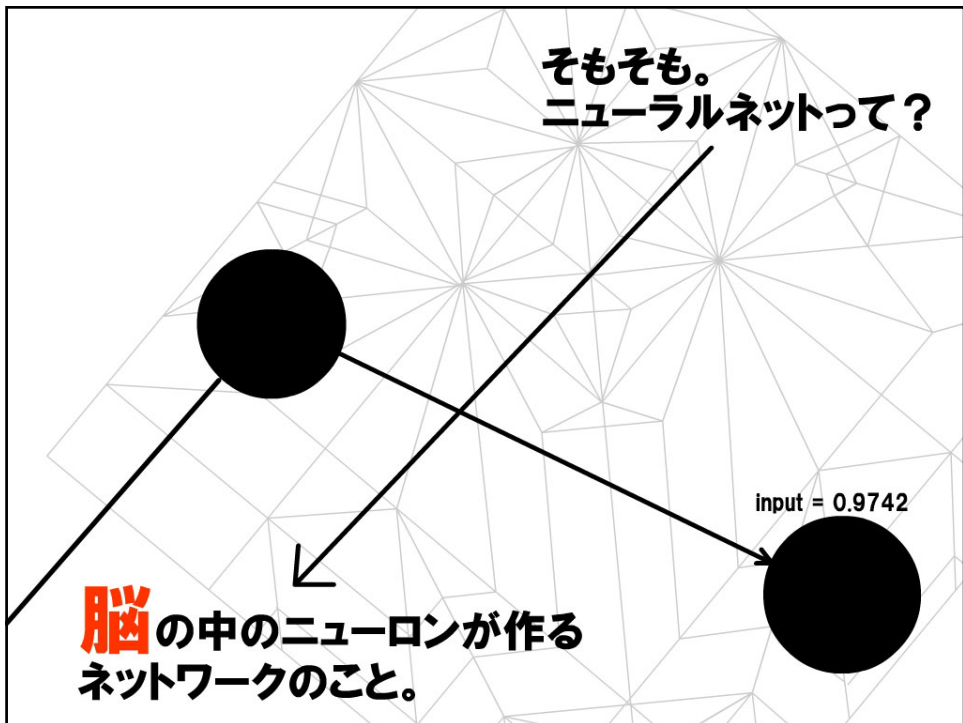 そもそも。
ニューラルネットって？
input = 0.9742
脳の中のニューロンが作る
ネットワークのこと。